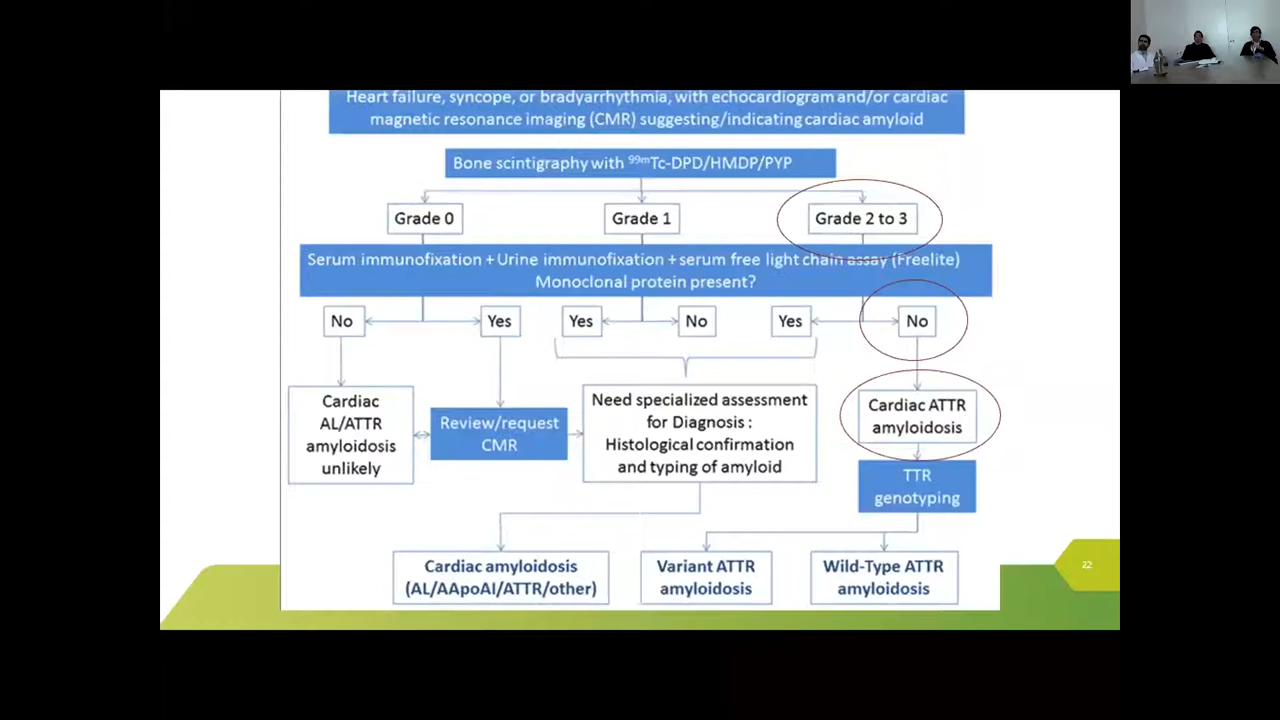 Heart failure, syncope, or bradyarrhythmia, with echocardiogram and/or cardiac
magnetic resonance imaging (CMR) suggesting/indicating cardiac amyloid
Bone scintigraphy with ⁹⁹ᵐTc-DPD/HMDP/PYP
Grade 0
Grade 1
Grade 2 to 3
Serum immunofixation + Urine immunofixation + serum free light chain assay (Freelite)
Monoclonal protein present?
No
Yes
Yes
No
Yes
No
Cardiac
AL/ATTR
amyloidosis
unlikely
Review/request
CMR
Need specialized assessment
for Diagnosis :
Histological confirmation
and typing of amyloid
Cardiac ATTR
amyloidosis
TTR
genotyping
Cardiac amyloidosis
(AL/AApoAI/ATTR/other)
Variant ATTR
amyloidosis
Wild-Type ATTR
amyloidosis
22